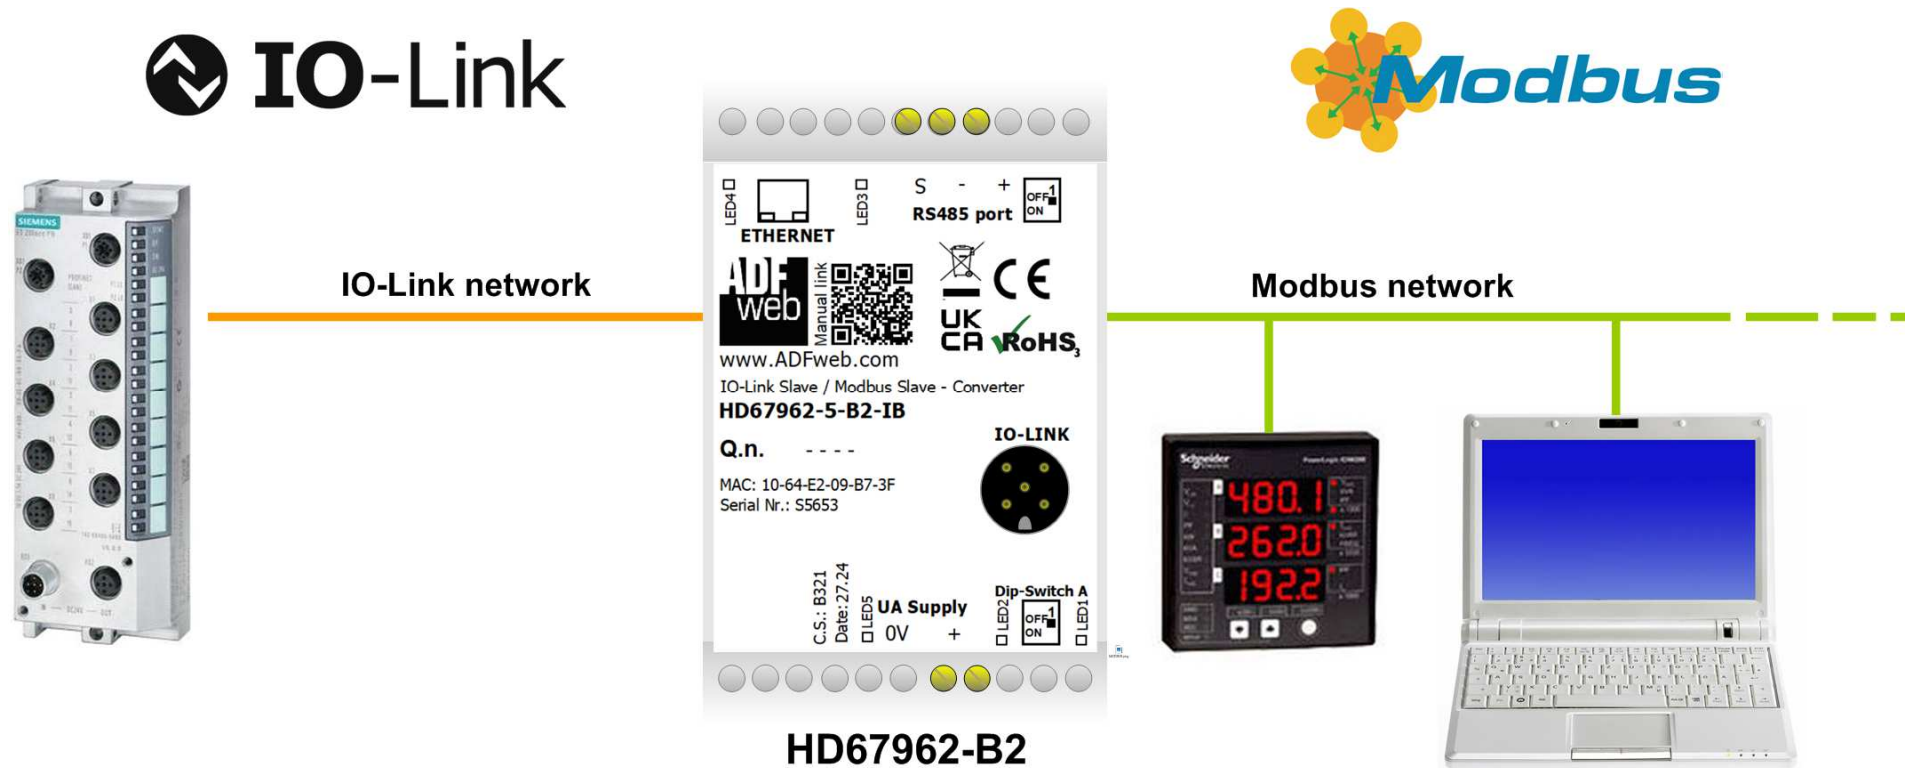 IO-Link
Modbus
IO-Link network
Modbus network
LED4
LED3
S - +
RS485 port
OFF 1
ON
ETHERNET
ADF
web
Manual link
CE
UK
CA
RoHS3
www.ADFweb.com
IO-Link Slave / Modbus Slave - Converter
HD67962-5-B2-IB
Q.n. - - - -
IO-LINK
MAC: 10-64-E2-09-B7-3F
Serial Nr.: S5653
C.S.: B321
Date: 27.24
LED5
UA Supply
0V +
Dip-Switch A
LED2
OFF 1
ON
LED1
HD67962-B2
SIEMENS
Schneider
480.1
262.0
192.2